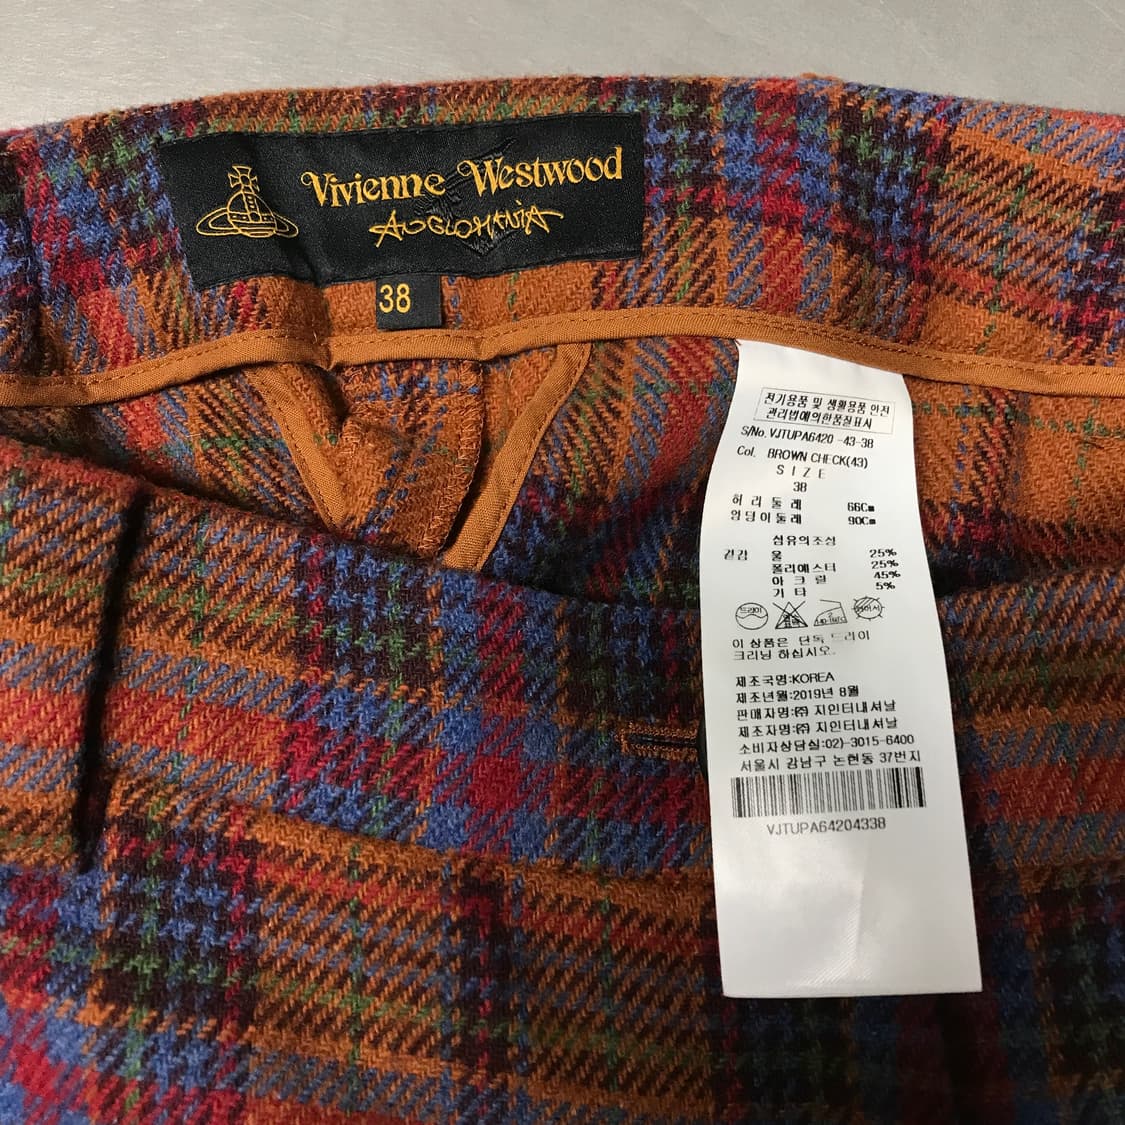 Vivienne Westwood
ANGLOMANIA
38
전기용품 및 생활용품 안전
관리법에의한품질표시
S/No. VJTUPA6420 -43-38
Col. BROWN CHECK(43)
SIZE
38
허 리 둘 레 66Cm
엉덩이둘레 90Cm
섬유의조성
겉감 울 25%
폴리에스터 25%
아 크 릴 45%
기 타 5%
드라이
이 상품은 단독 드라이
크리닝 하십시오.
제조국명:KOREA
제조년월:2019년 8월
판매자명:㈜ 지인터내셔날
제조자명:㈜ 지인터내셔날
소비자상담실:02)-3015-6400
서울시 강남구 논현동 37번지
VJTUPA64204338